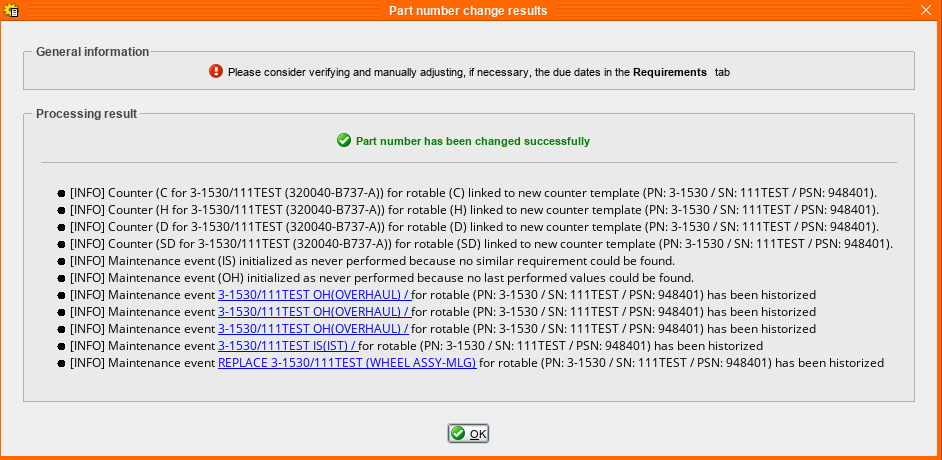 Part number change results
General information
Please consider verifying and manually adjusting, if necessary, the due dates in the Requirements tab
Processing result
Part number has been changed successfully
[INFO] Counter (C for 3-1530/111TEST (320040-B737-A)) for rotable (C) linked to new counter template (PN: 3-1530 / SN: 111TEST / PSN: 948401).
[INFO] Counter (H for 3-1530/111TEST (320040-B737-A)) for rotable (H) linked to new counter template (PN: 3-1530 / SN: 111TEST / PSN: 948401).
[INFO] Counter (D for 3-1530/111TEST (320040-B737-A)) for rotable (D) linked to new counter template (PN: 3-1530 / SN: 111TEST / PSN: 948401).
[INFO] Counter (SD for 3-1530/111TEST (320040-B737-A)) for rotable (SD) linked to new counter template (PN: 3-1530 / SN: 111TEST / PSN: 948401).
[INFO] Maintenance event (IS) initialized as never performed because no similar requirement could be found.
[INFO] Maintenance event (OH) initialized as never performed because no last performed values could be found.
[INFO] Maintenance event 3-1530/111TEST OH(OVERHAUL) / for rotable (PN: 3-1530 / SN: 111TEST / PSN: 948401) has been historized
[INFO] Maintenance event 3-1530/111TEST OH(OVERHAUL) / for rotable (PN: 3-1530 / SN: 111TEST / PSN: 948401) has been historized
[INFO] Maintenance event 3-1530/111TEST OH(OVERHAUL) / for rotable (PN: 3-1530 / SN: 111TEST / PSN: 948401) has been historized
[INFO] Maintenance event 3-1530/111TEST IS(IST) / for rotable (PN: 3-1530 / SN: 111TEST / PSN: 948401) has been historized
[INFO] Maintenance event REPLACE 3-1530/111TEST (WHEEL ASSY-MLG) for rotable (PN: 3-1530 / SN: 111TEST / PSN: 948401) has been historized
OK